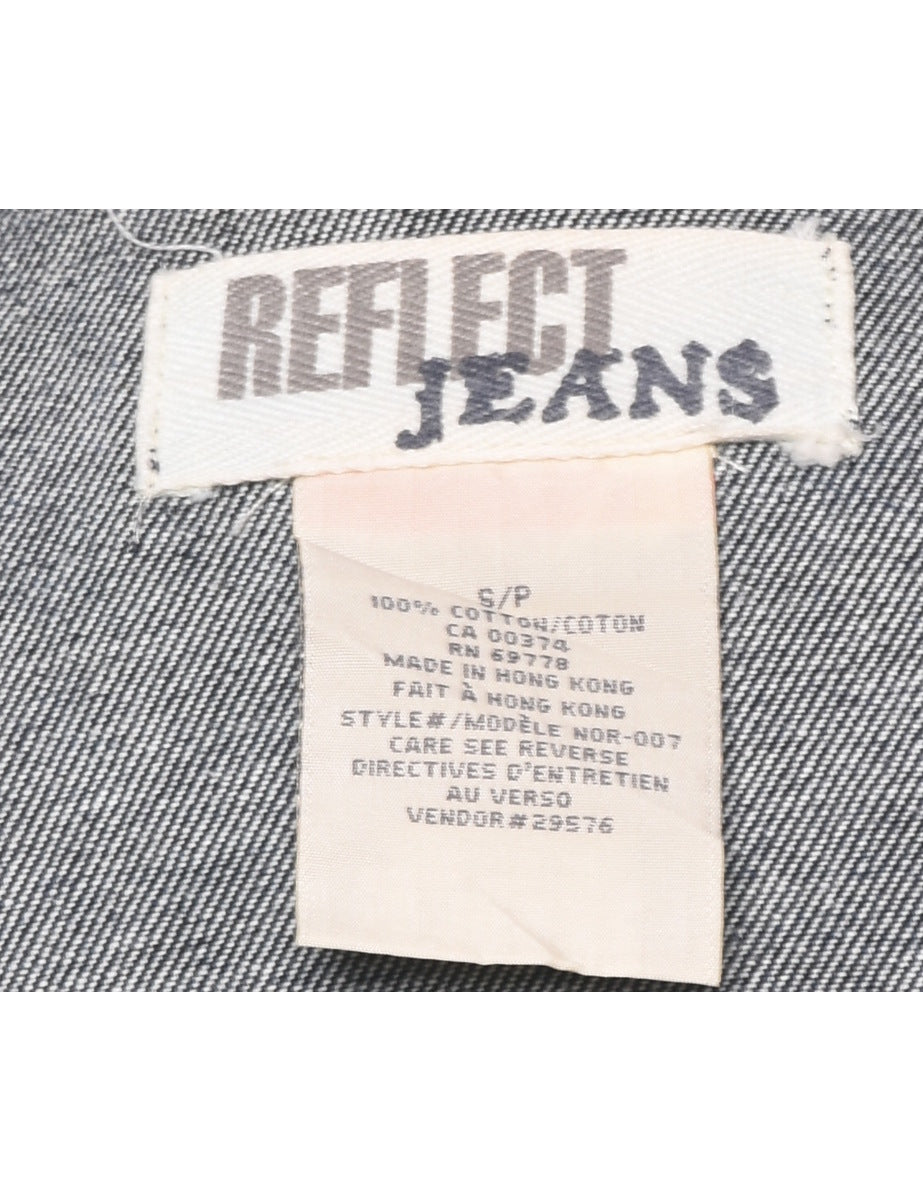 REFLECT
JEANS
S/P
100% COTTON/COTON
CA 00374
RN 69778
MADE IN HONG KONG
FAIT À HONG KONG
STYLE#/MODÈLE NOR-007
CARE SEE REVERSE
DIRECTIVES D'ENTRETIEN
AU VERSO
VENDOR#29576